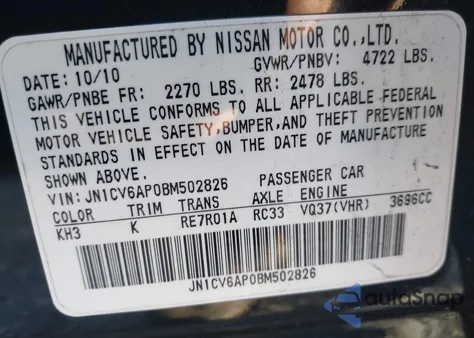 MANUFACTURED BY NISSAN MOTOR CO.,LTD.
DATE: 10/10 GVWR/PNBV: 4722 LBS.
GAWR/PNBE FR: 2270 LBS. RR: 2478 LBS.
THIS VEHICLE CONFORMS TO ALL APPLICABLE FEDERAL
MOTOR VEHICLE SAFETY, BUMPER, AND THEFT PREVENTION
STANDARDS IN EFFECT ON THE DATE OF MANUFACTURE
SHOWN ABOVE.
VIN: JN1CV6AP0BM502826 PASSENGER CAR
COLOR TRIM TRANS AXLE ENGINE
KH3 K RE7R01A RC33 VQ37(VHR) 3696CC
JN1CV6AP0BM502826
autoSnap